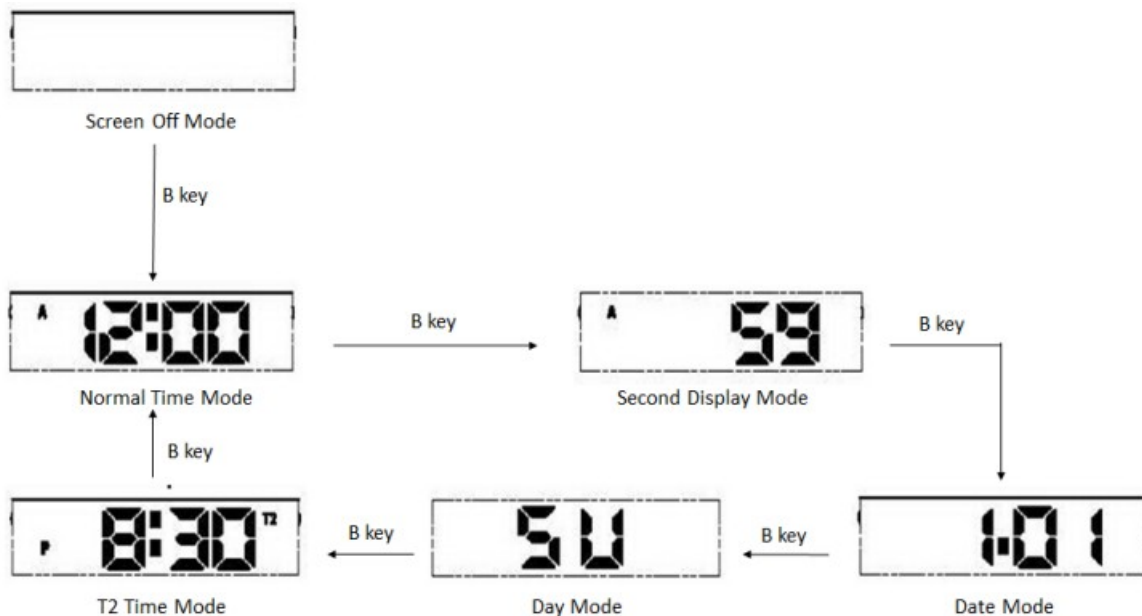 Screen Off Mode
B key
A 12:00
Normal Time Mode
B key
A 59
Second Display Mode
B key
1-01
Date Mode
B key
SU
Day Mode
B key
P 8:30 T2
T2 Time Mode
B key